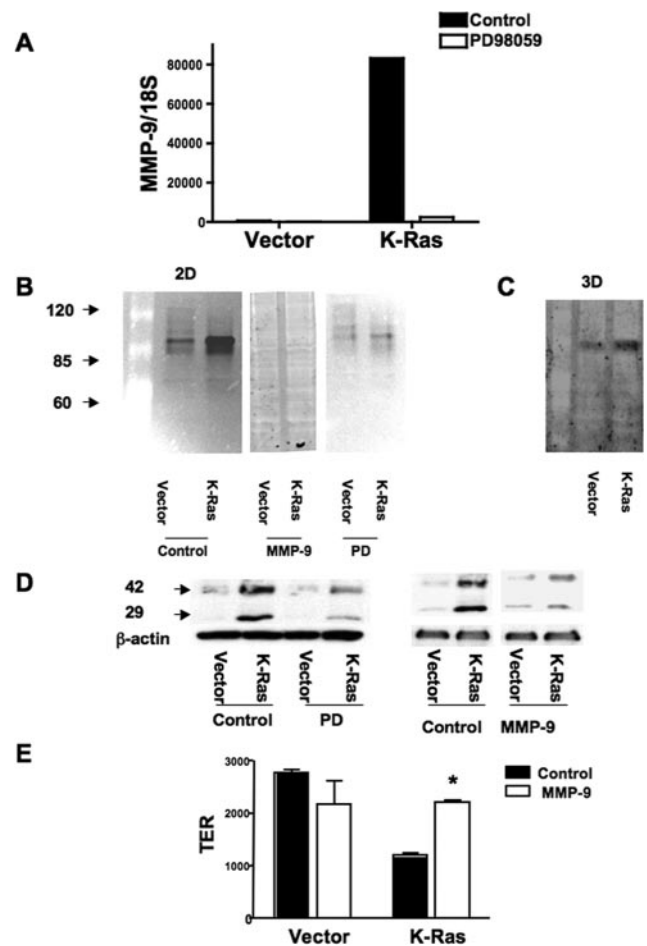 A
Control
PD98059
MMP-9/18S
80000
60000
40000
20000
0
Vector K-Ras
B
2D
120
85
60
Vector K-Ras Vector K-Ras Vector K-Ras
Control MMP-9 PD
C
3D
Vector K-Ras
D
42
29
β-actin
Vector K-Ras Vector K-Ras Vector K-Ras Vector K-Ras
Control PD Control MMP-9
E
Control
MMP-9
TER
3000
2000
1000
0
*
Vector K-Ras